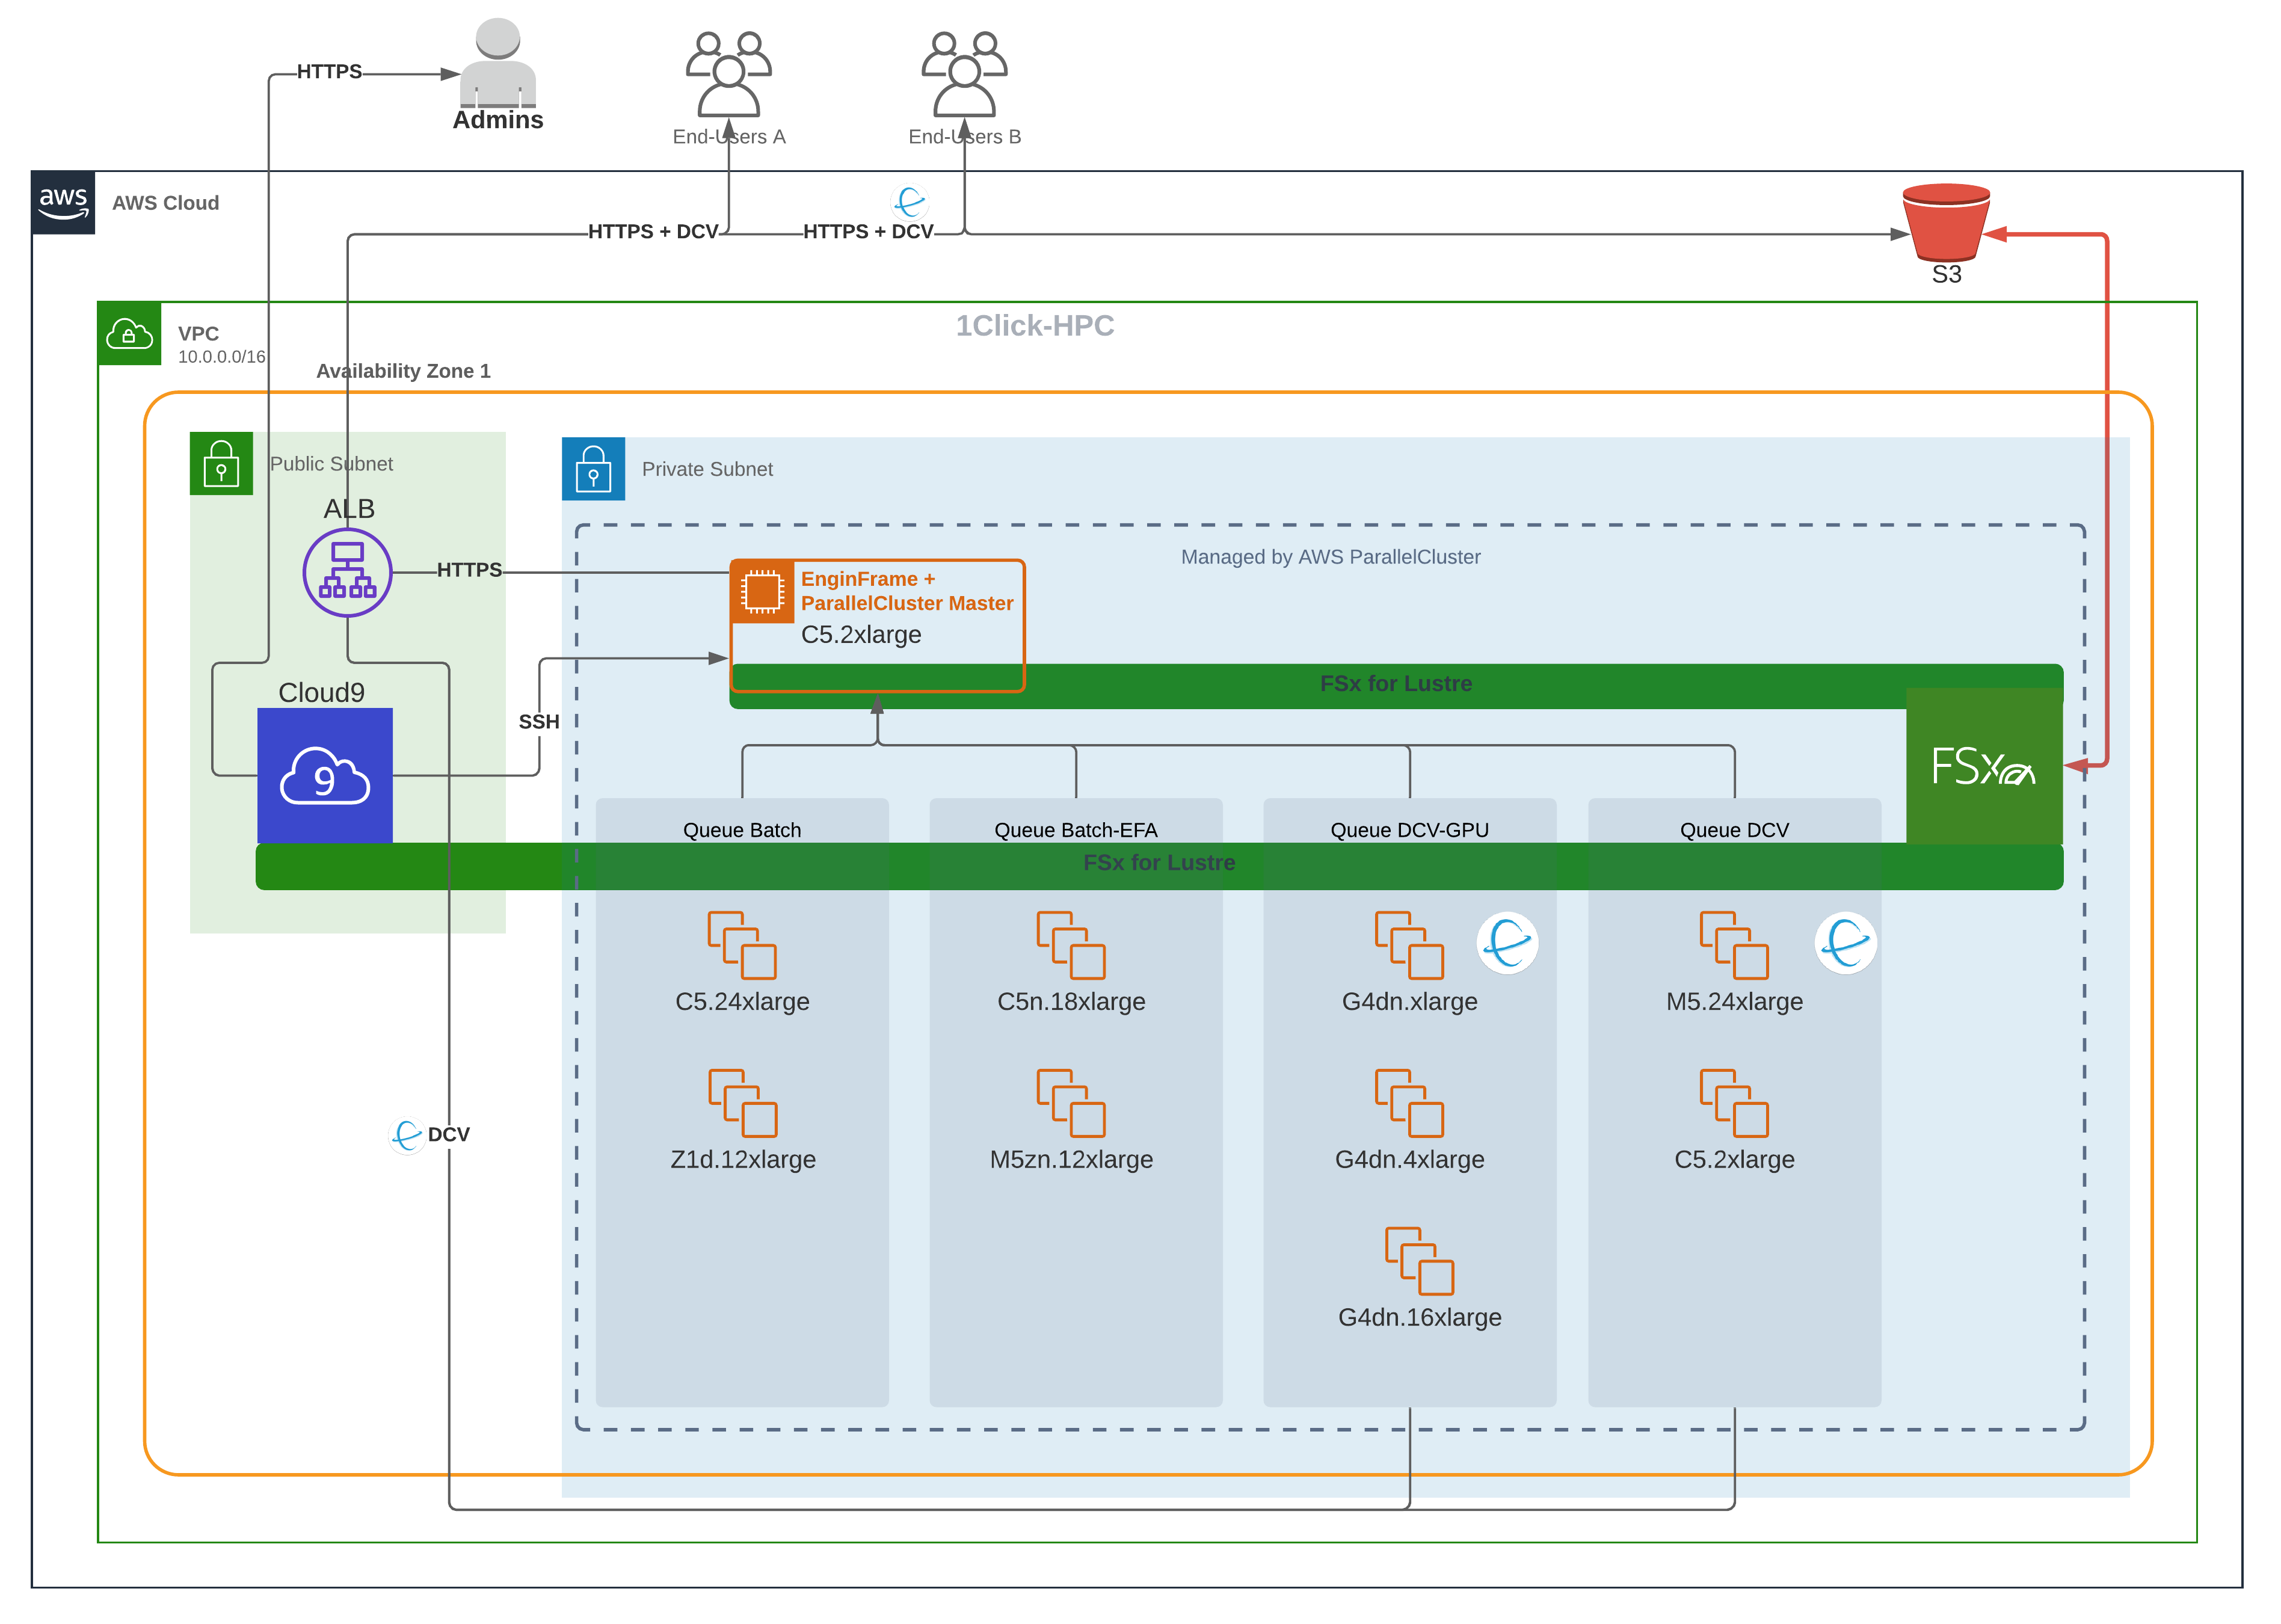 HTTPS
Admins
End-Users A
End-Users B
aws
AWS Cloud
HTTPS + DCV
HTTPS + DCV
S3
VPC
10.0.0.0/16
1Click-HPC
Availability Zone 1
Public Subnet
Private Subnet
ALB
HTTPS
Managed by AWS ParallelCluster
EnginFrame +
ParallelCluster Master
C5.2xlarge
FSx for Lustre
Cloud9
9
SSH
FSx
Queue Batch
Queue Batch-EFA
Queue DCV-GPU
Queue DCV
FSx for Lustre
C5.24xlarge
C5n.18xlarge
G4dn.xlarge
M5.24xlarge
DCV
Z1d.12xlarge
M5zn.12xlarge
G4dn.4xlarge
C5.2xlarge
G4dn.16xlarge